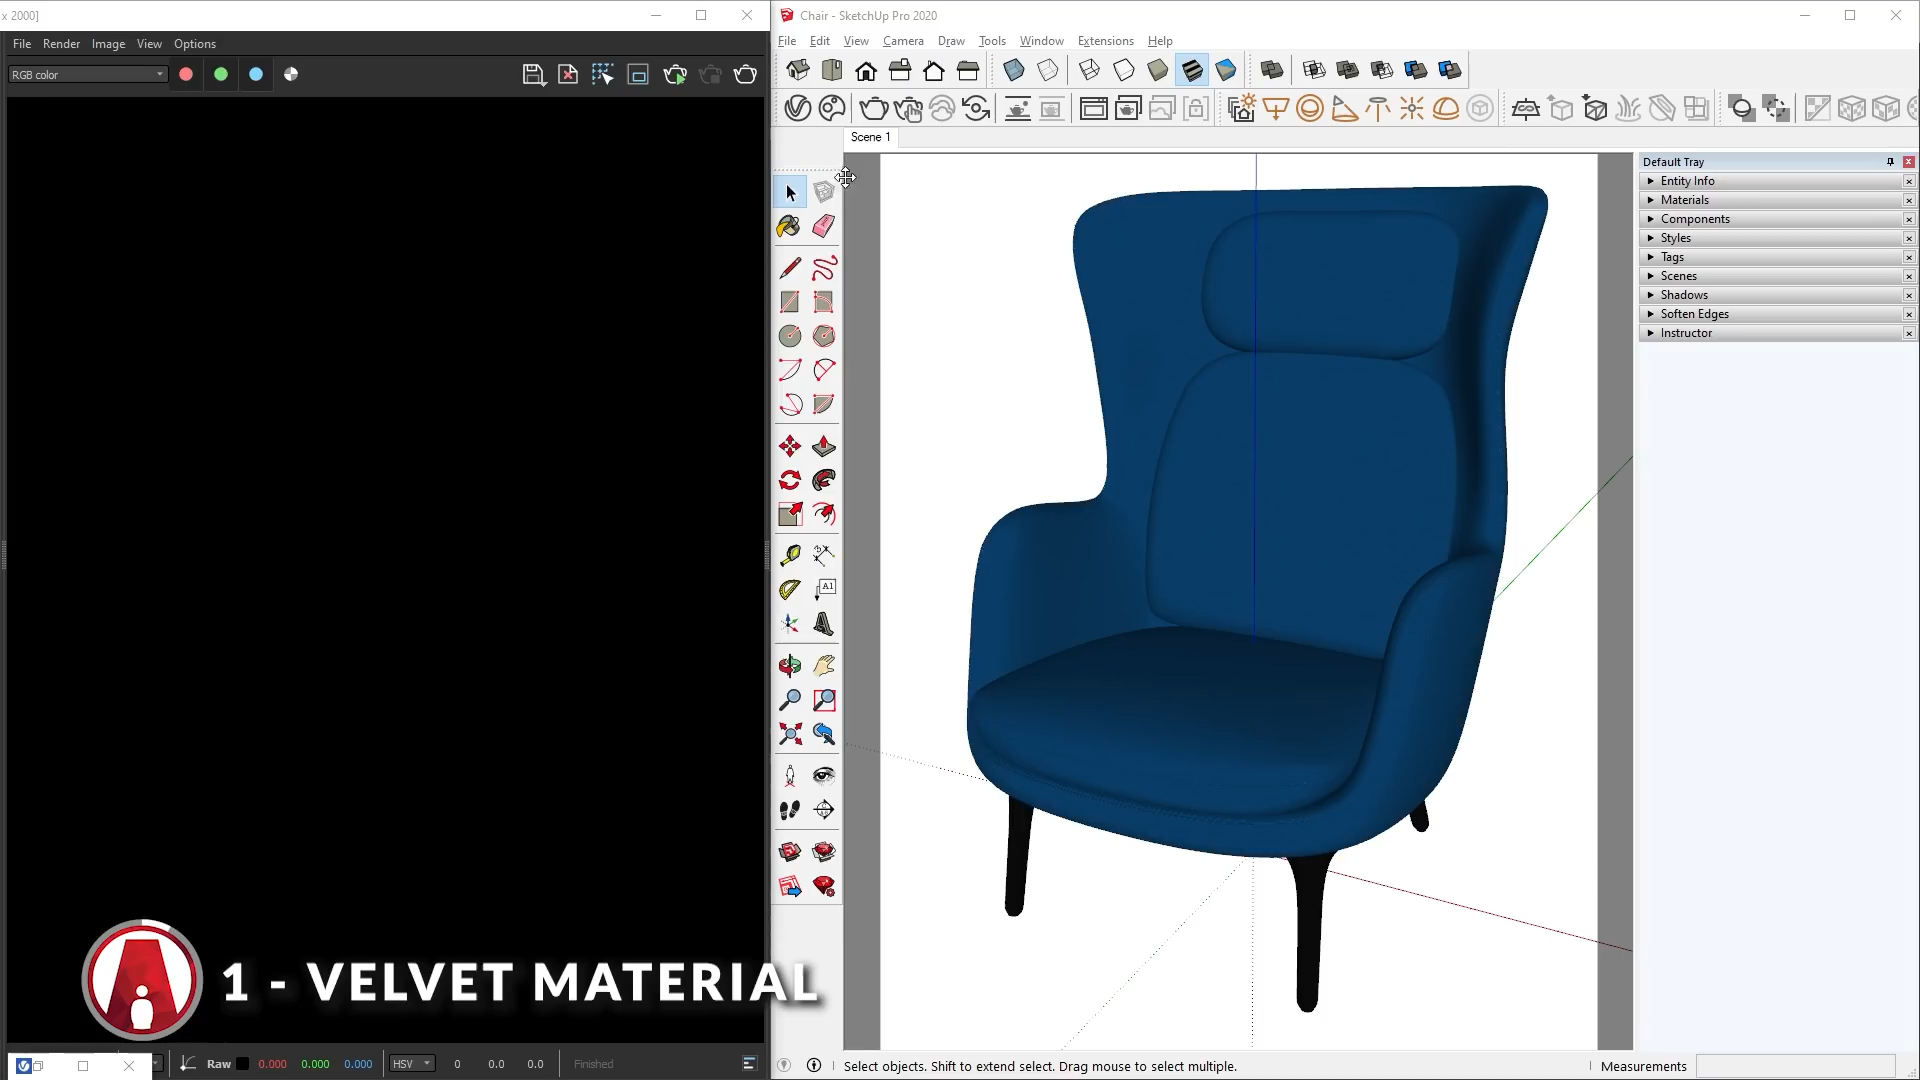 x 2000]
Chair - SketchUp Pro 2020
File Render Image View Options
File Edit View Camera Draw Tools Window Extensions Help
RGB color
Scene 1
Default Tray
Entity Info
Materials
Components
Styles
Tags
Scenes
Shadows
Soften Edges
Instructor
A1
1 - VELVET MATERIAL
Raw 0.000 0.000 0.000 HSV 0 0.0 0.0 Finished
Select objects. Shift to extend select. Drag mouse to select multiple.
Measurements